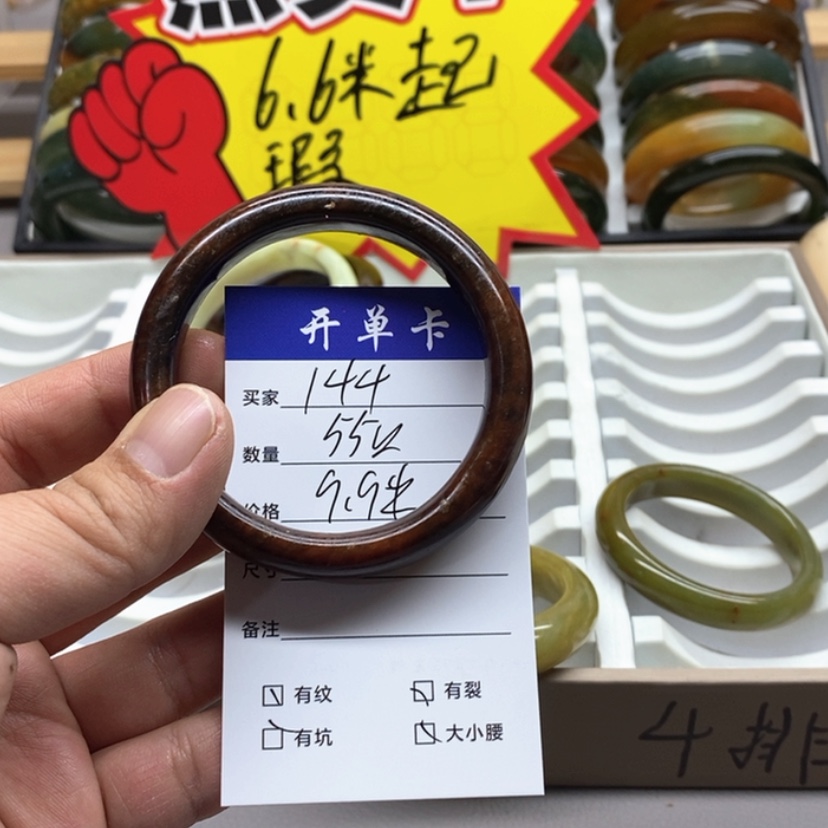 6.6米起
瑕
开单卡
买家 144
数量 55
价格 9.9米
尺寸
备注
有纹
有裂
有坑
大小腰
4排